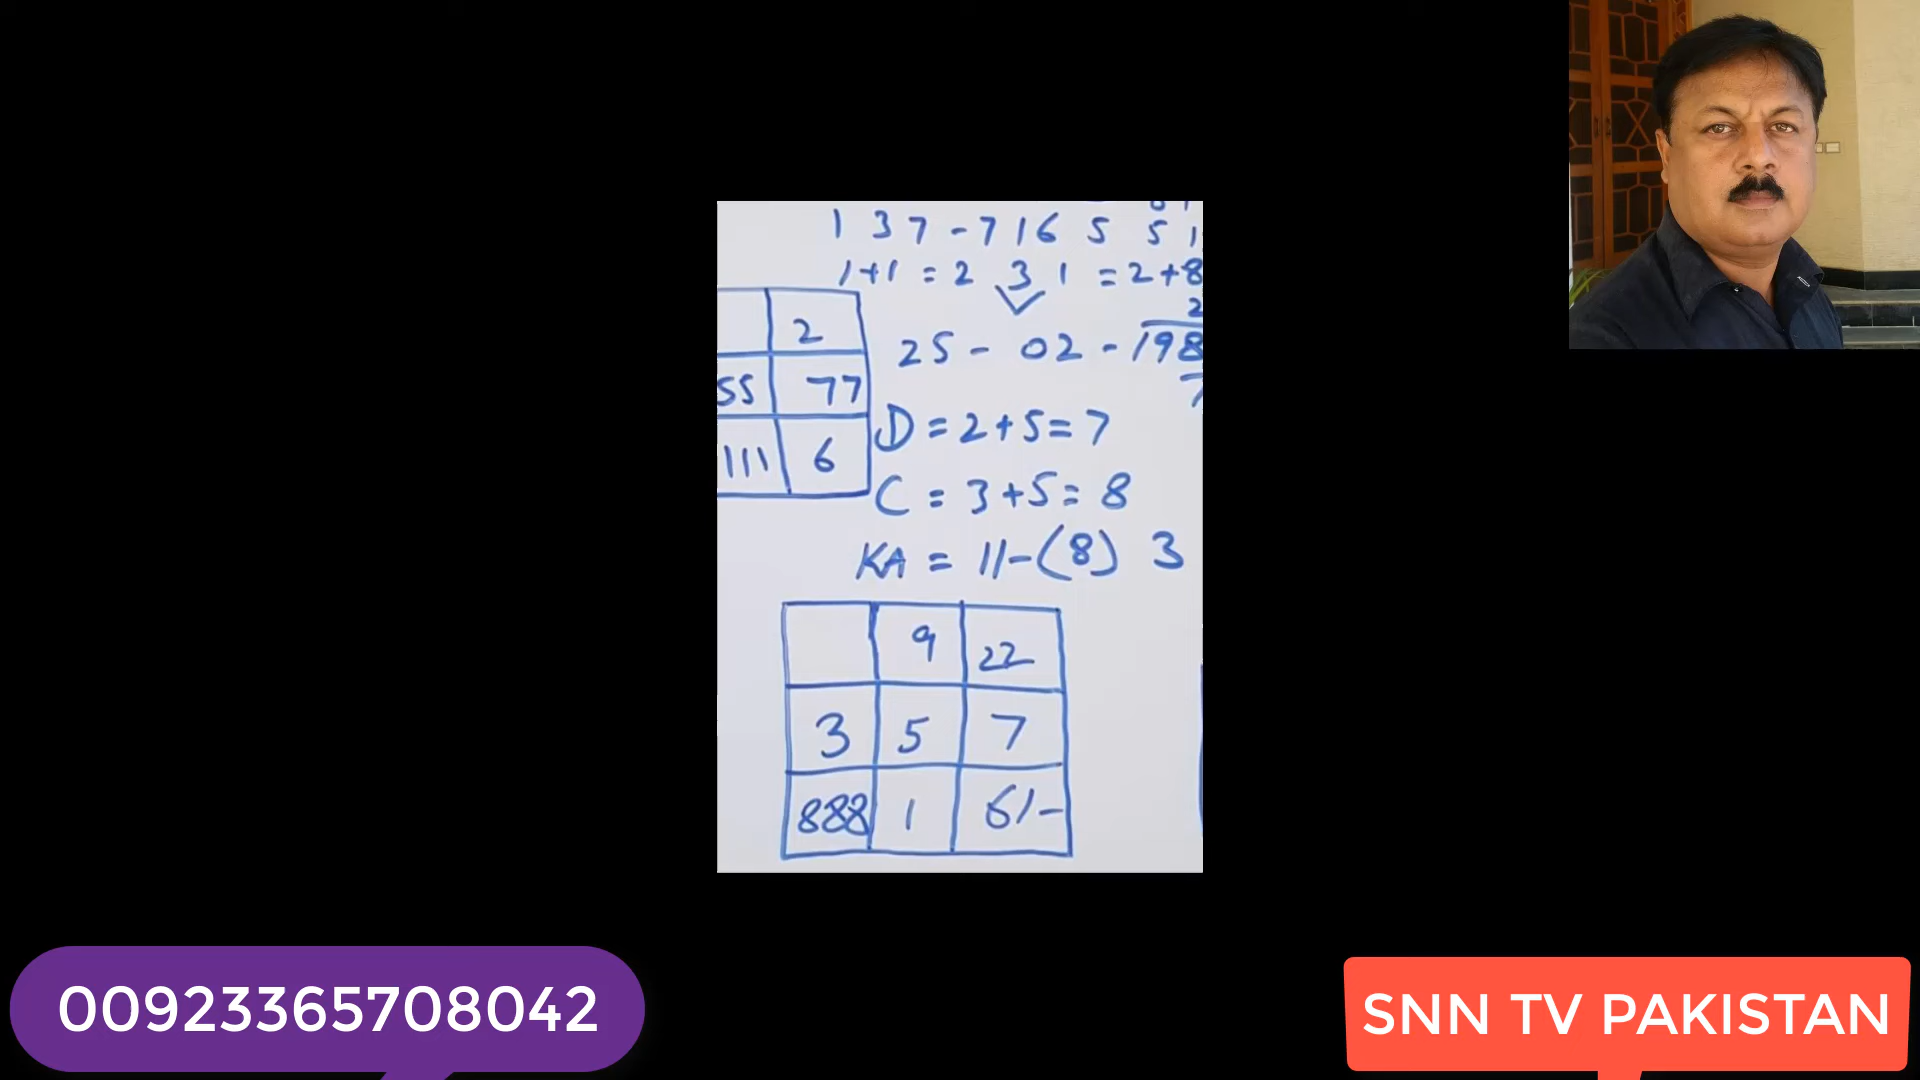 1 3 7 - 7 1 6 5 5 1
1+1 = 2 3 1 = 2+8
2
25 - 02 - 198
7
D = 2+5 = 7
C = 3+5 = 8
KA = 11-(8) 3
2
55 77
111 6
9 22
3 5 7
888 1 6/-
00923365708042
SNN TV PAKISTAN